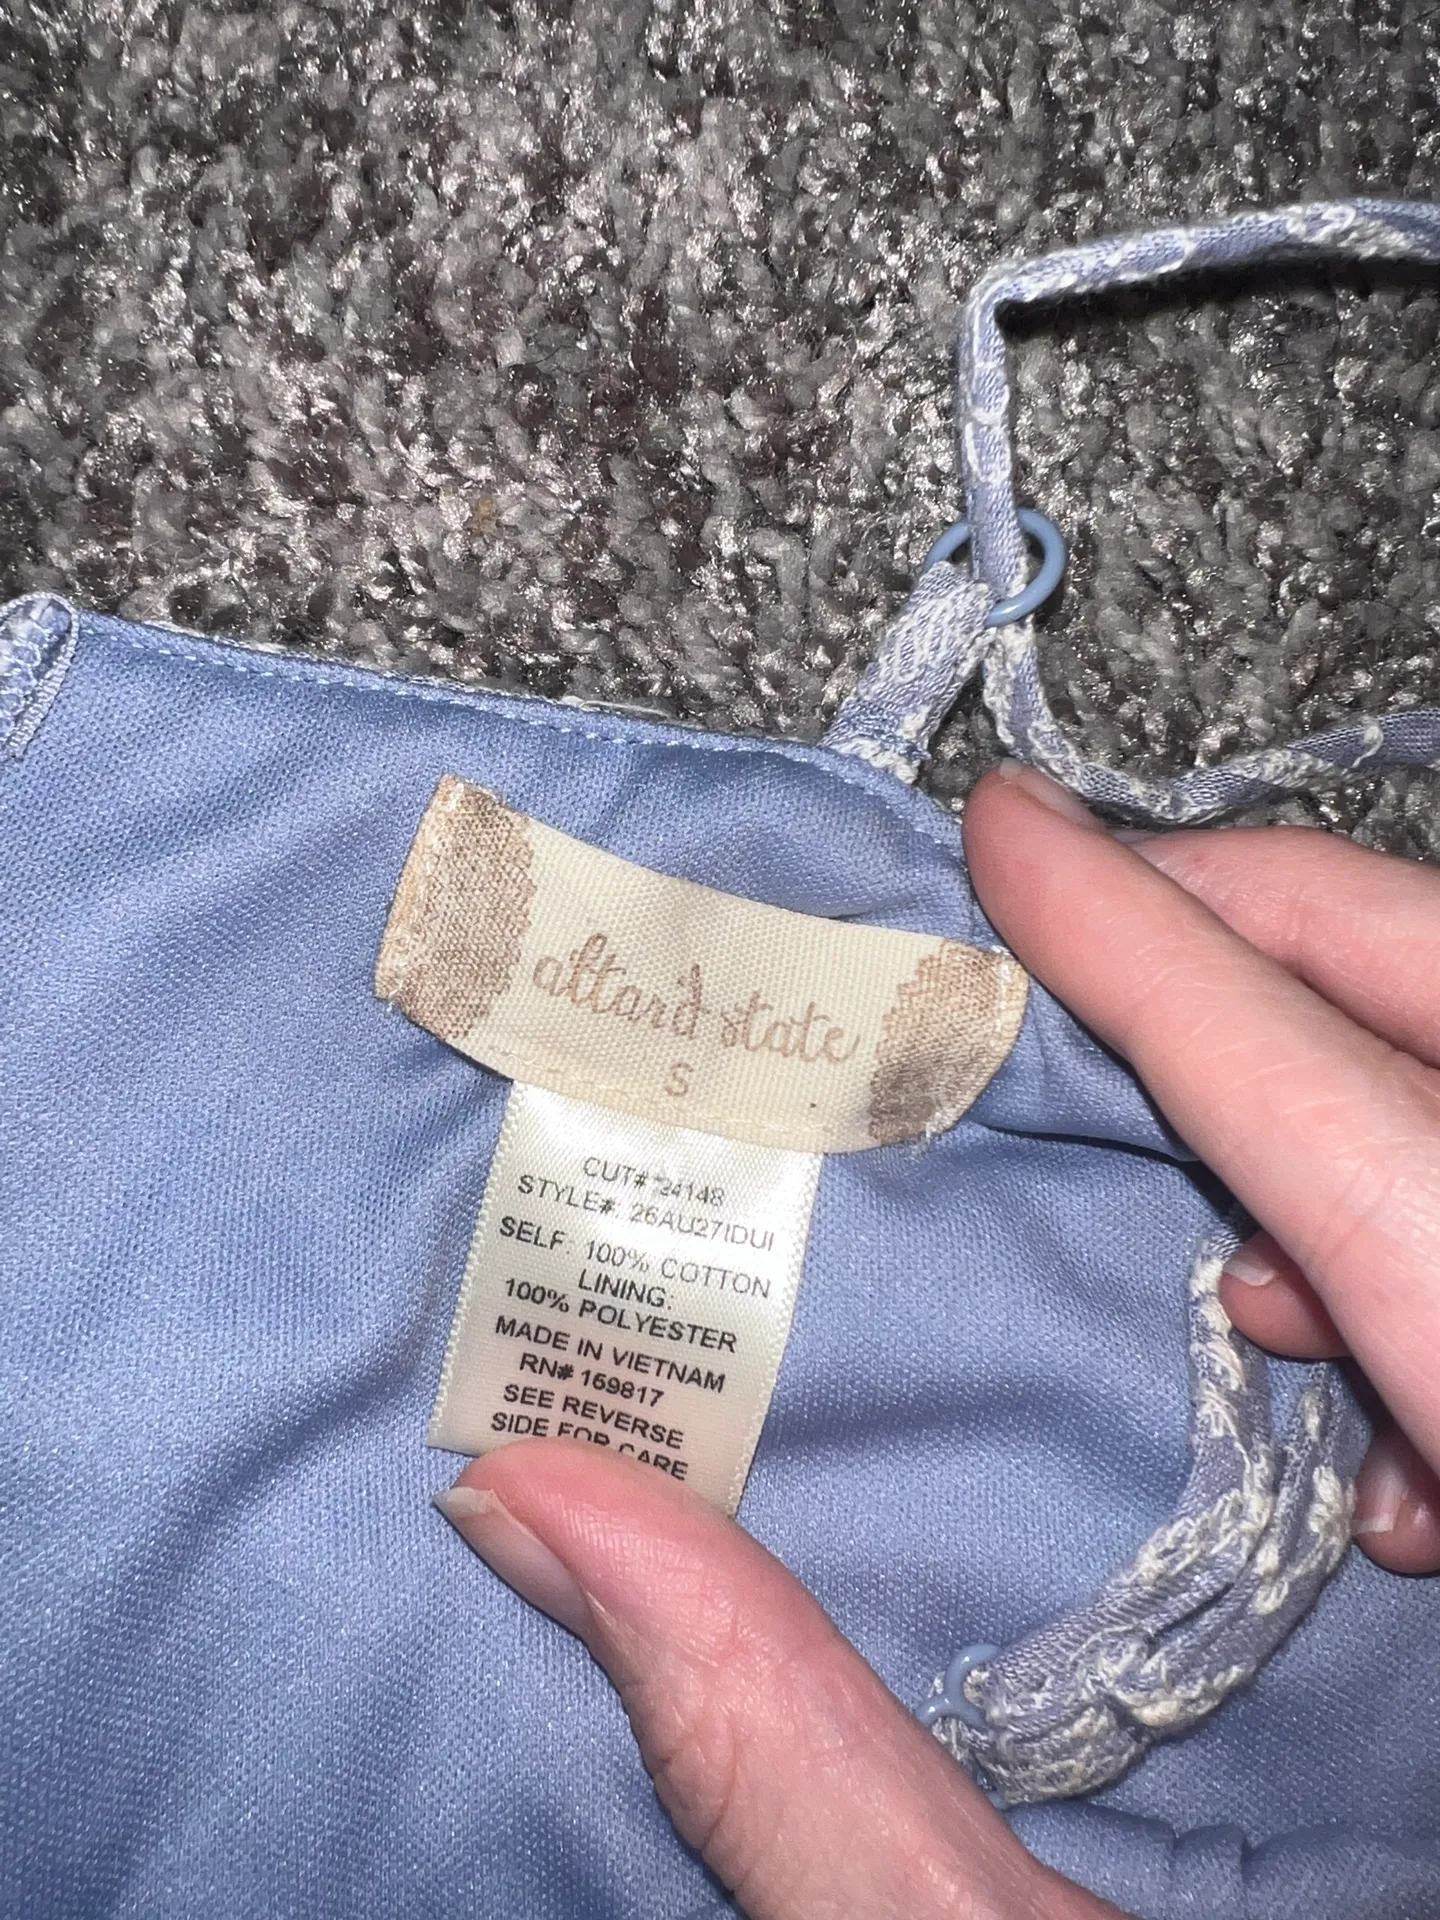 altar'd state
S
CUT# 24148
STYLE#: 26AU27IDUI
SELF: 100% COTTON
LINING:
100% POLYESTER
MADE IN VIETNAM
RN# 169817
SEE REVERSE
SIDE FOR CARE